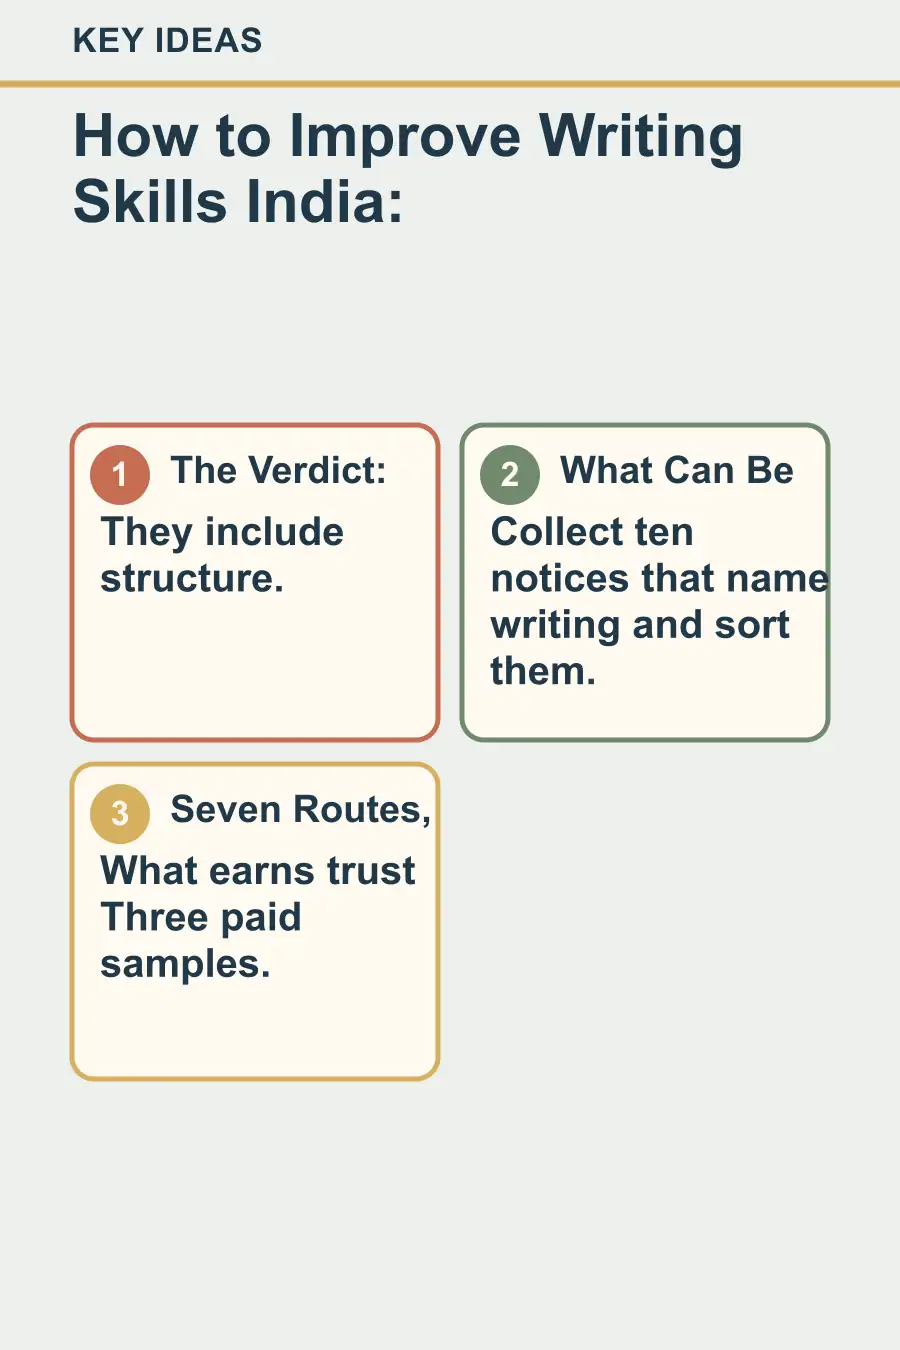 KEY IDEAS
How to Improve Writing
Skills India:
1 The Verdict:
They include
structure.
2 What Can Be
Collect ten
notices that name
writing and sort
them.
3 Seven Routes,
What earns trust
Three paid
samples.